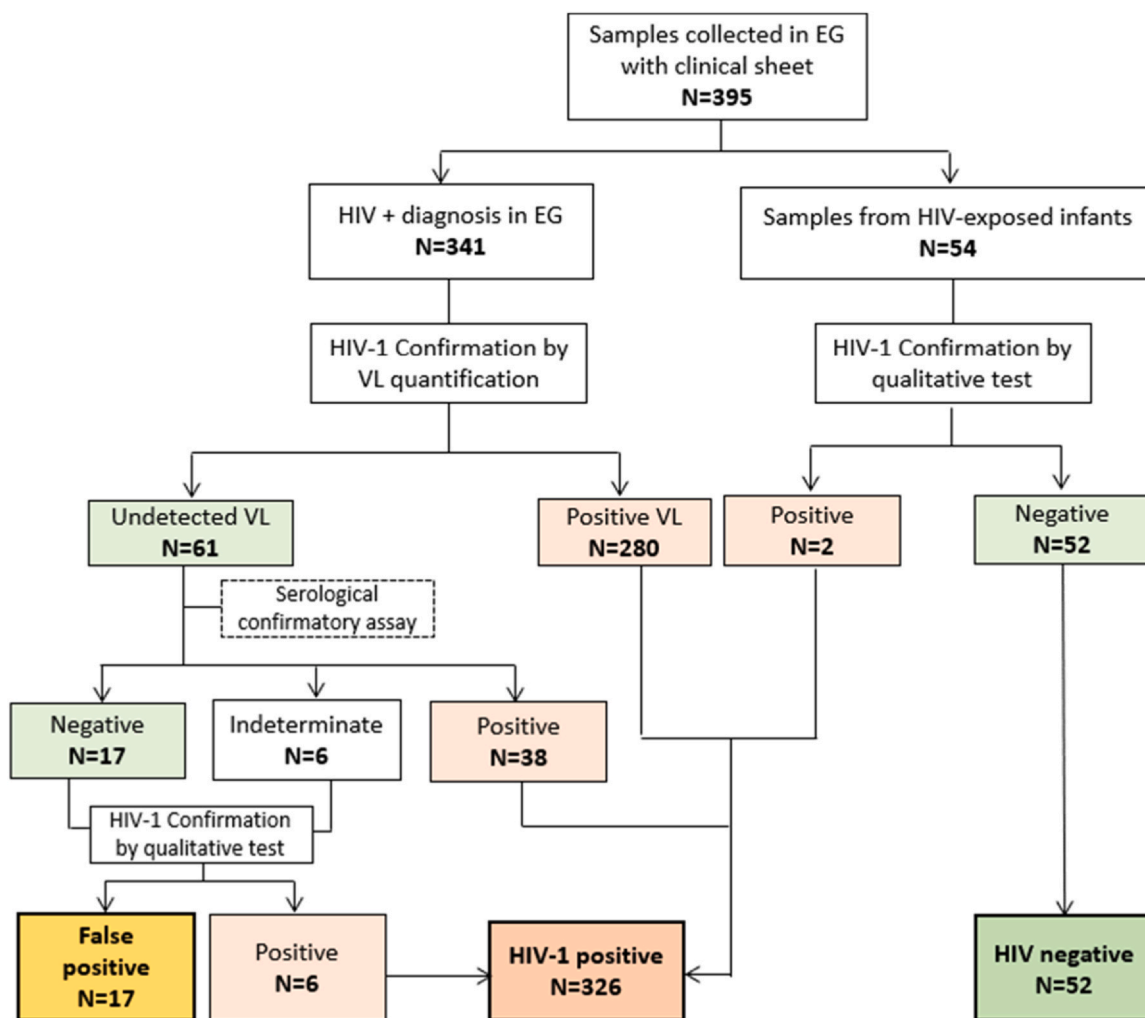 Samples collected in EG
with clinical sheet
N=395
HIV + diagnosis in EG
N=341
Samples from HIV-exposed infants
N=54
HIV-1 Confirmation by
VL quantification
HIV-1 Confirmation by
qualitative test
Undetected VL
N=61
Positive VL
N=280
Positive
N=2
Negative
N=52
Serological
confirmatory assay
Negative
N=17
Indeterminate
N=6
Positive
N=38
HIV-1 Confirmation
by qualitative test
False
positive
N=17
Positive
N=6
HIV-1 positive
N=326
HIV negative
N=52